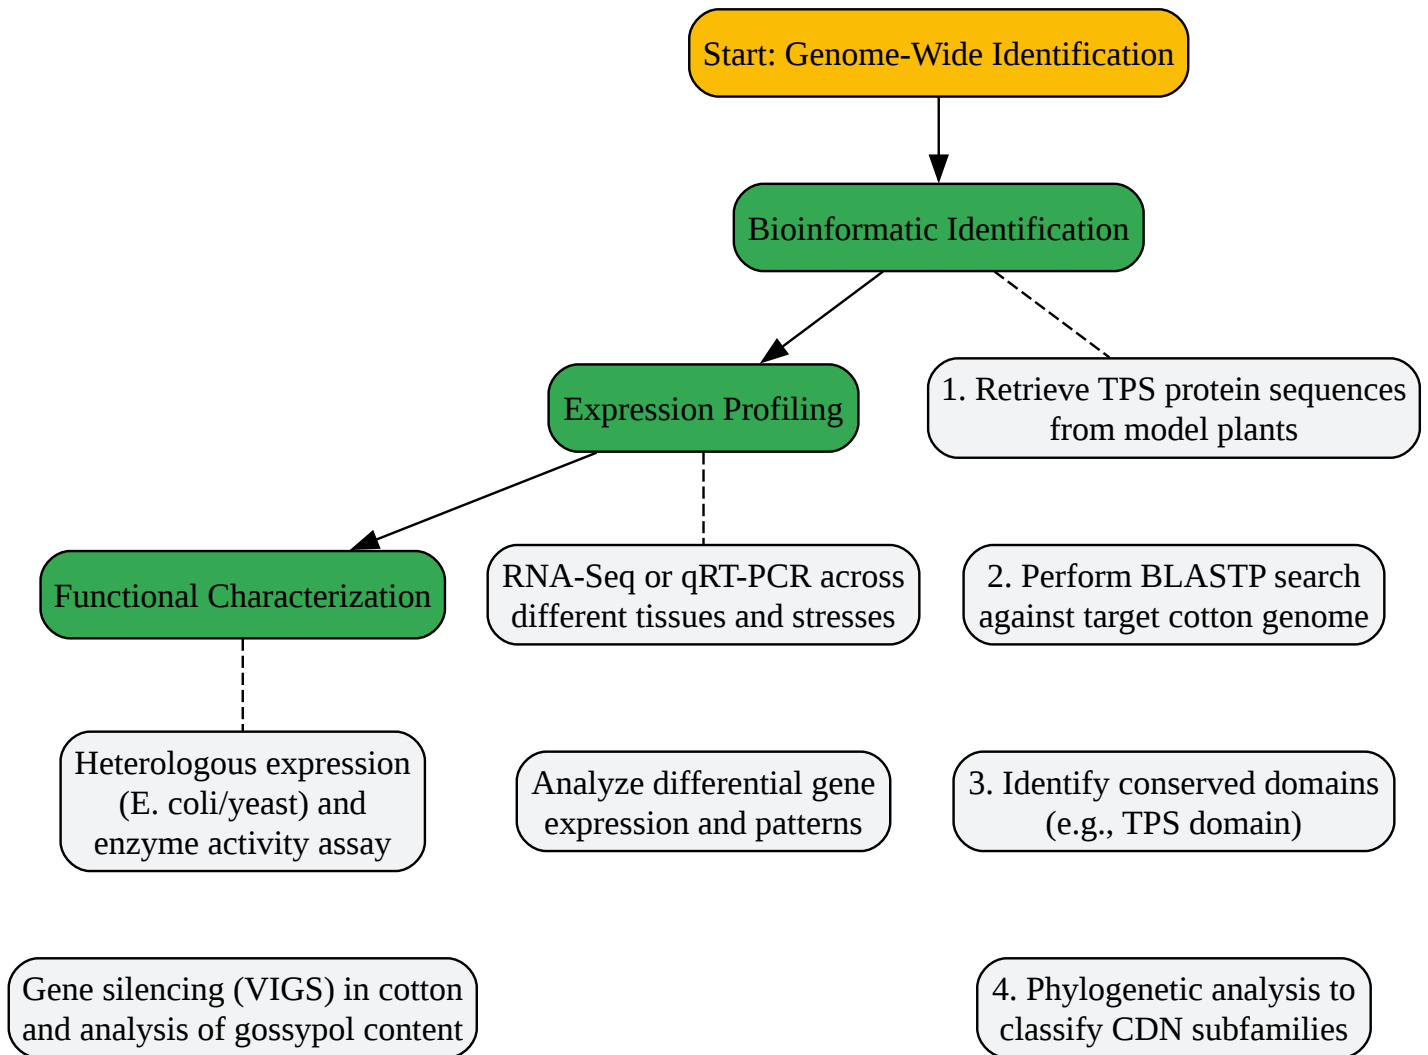 Start: Genome-Wide Identification
Bioinformatic Identification
Expression Profiling
1. Retrieve TPS protein sequences
from model plants
Functional Characterization
RNA-Seq or qRT-PCR across
different tissues and stresses
2. Perform BLASTP search
against target cotton genome
Heterologous expression
(E. coli/yeast) and
enzyme activity assay
Analyze differential gene
expression and patterns
3. Identify conserved domains
(e.g., TPS domain)
Gene silencing (VIGS) in cotton
and analysis of gossypol content
4. Phylogenetic analysis to
classify CDN subfamilies